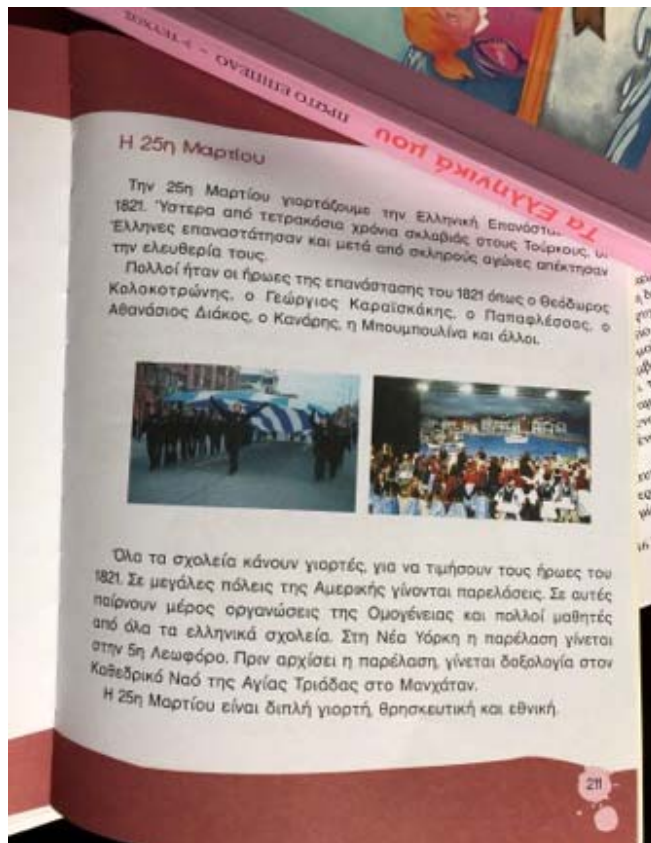 Τα Ελληνικά μου
ΠΡΩΤΟ ΕΠΙΠΕΔΟ - ΤΕΥΧΟΣ
Η 25η Μαρτίου
Την 25η Μαρτίου γιορτάζουμε την Ελληνική
1821. Ύστερα από τετρακόσια χρόνια σκλαβιάς στους Τούρκους, οι
Έλληνες επαναστάτησαν και μετά από σκληρούς αγώνες απέκτησαν
την ελευθερία τους.
Πολλοί ήταν οι ήρωες της επανάστασης του 1821 όπως ο Θεόδωρος
Κολοκοτρώνης, ο Γεώργιος Καραϊσκάκης, ο Παπαφλέσσας, ο
Αθανάσιος Διάκος, ο Κανάρης, η Μπουμπουλίνα και άλλοι.
Όλα τα σχολεία κάνουν γιορτές, για να τιμήσουν τους ήρωες του
1821. Σε μεγάλες πόλεις της Αμερικής γίνονται παρελάσεις. Σε αυτές
παίρνουν μέρος οργανώσεις της Ομογένειας και πολλοί μαθητές
από όλα τα ελληνικά σχολεία. Στη Νέα Υόρκη η παρέλαση γίνεται
στην 5η Λεωφόρο. Πριν αρχίσει η παρέλαση, γίνεται δοξολογία στον
Καθεδρικό Ναό της Αγίας Τριάδας στο Μανχάταν.
Η 25η Μαρτίου είναι διπλή γιορτή, θρησκευτική και εθνική.
211